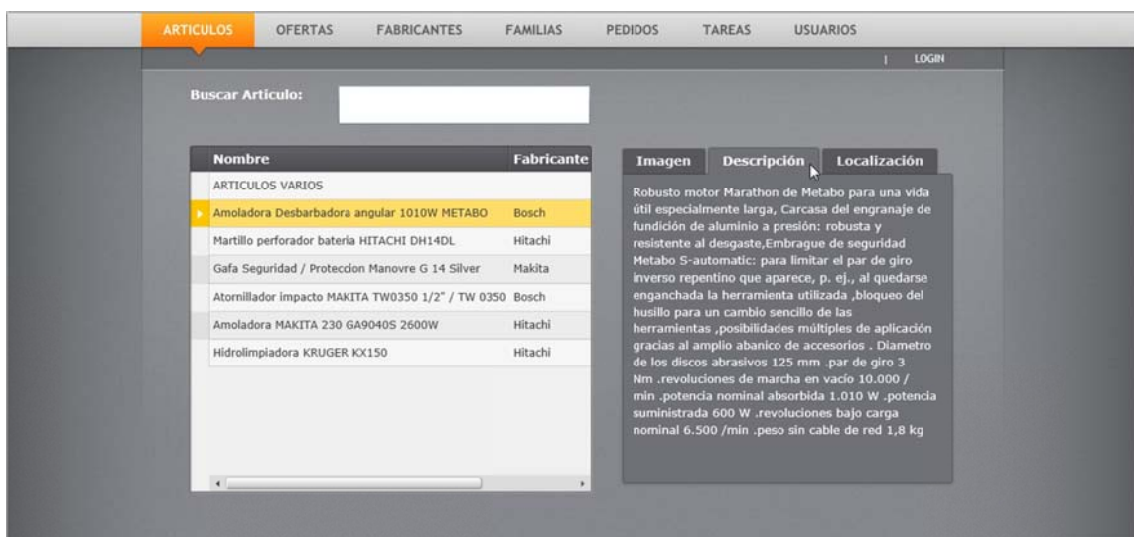 ARTICULOS OFERTAS FABRICANTES FAMILIAS PEDIDOS TAREAS USUARIOS
| LOGIN
Buscar Articulo:
Nombre Fabricante
ARTICULOS VARIOS
Amoladora Desbarbadora angular 1010W METABO Bosch
Martillo perforador bateria HITACHI DH14DL Hitachi
Gafa Seguridad / Proteccion Manovre G 14 Silver Makita
Atornillador impacto MAKITA TW0350 1/2" / TW 0350 Bosch
Amoladora MAKITA 230 GA9040S 2600W Hitachi
Hidrolimpiadora KRUGER KX150 Hitachi
Imagen Descripción Localización
Robusto motor Marathon de Metabo para una vida
útil especialmente larga, Carcasa del engranaje de
fundición de aluminio a presión: robusta y
resistente al desgaste,Embrague de seguridad
Metabo S-automatic: para limitar el par de giro
inverso repentino que aparece, p. ej., al quedarse
enganchada la herramienta utilizada ,bloqueo del
husillo para un cambio sencillo de las
herramientas ,posibilidades múltiples de aplicación
gracias al amplio abanico de accesorios . Diametro
de los discos abrasivos 125 mm .par de giro 3
Nm .revoluciones de marcha en vacío 10.000 /
min .potencia nominal absorbida 1.010 W .potencia
suministrada 600 W .revoluciones bajo carga
nominal 6.500 /min .peso sin cable de red 1,8 kg